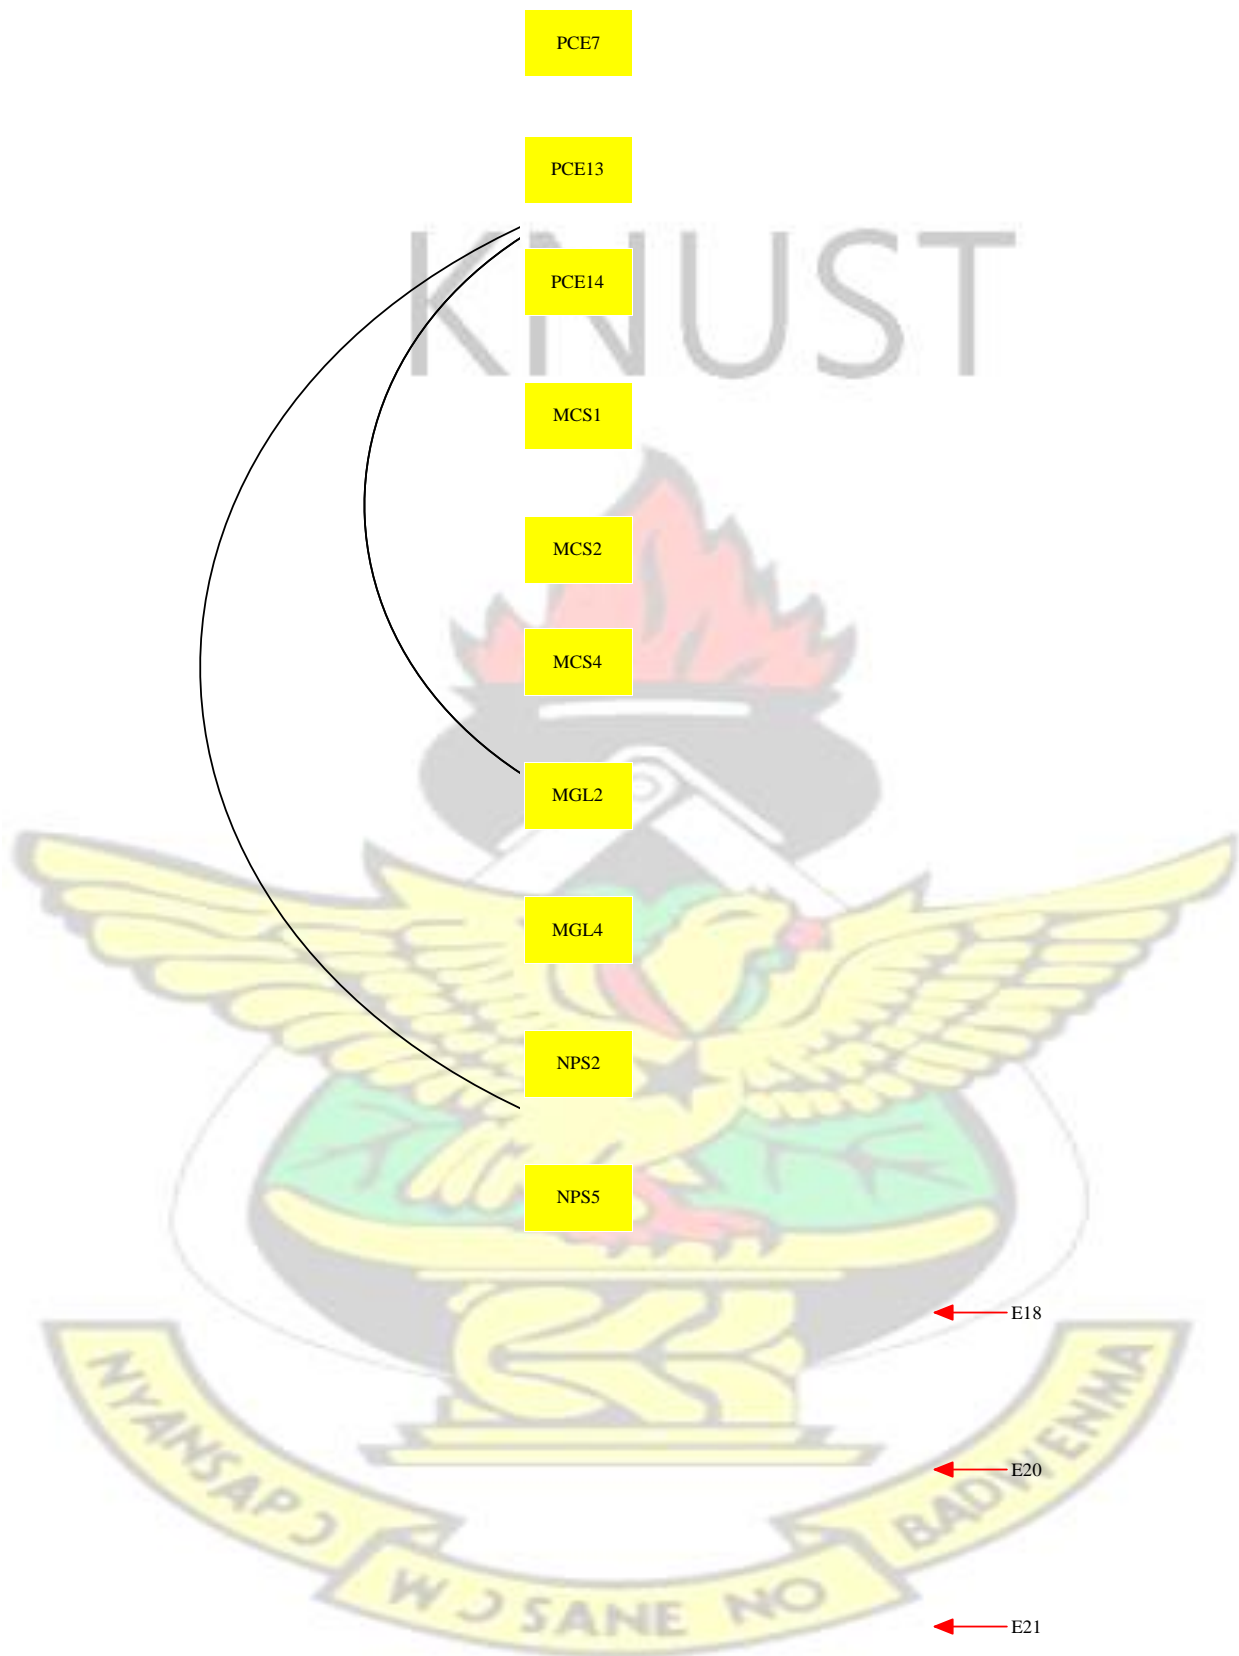 PCE7
PCE13
KNUST
PCE14
MCS1
MCS2
MCS4
MGL2
MGL4
NPS2
NPS5
E18
E20
E21
NYANSAPƆ
WƆSANE NO
BADWENMA